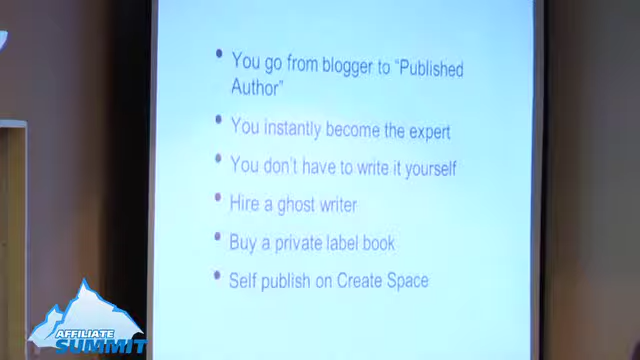 • You go from blogger to “Published
Author”
• You instantly become the expert
• You don’t have to write it yourself
• Hire a ghost writer
• Buy a private label book
• Self publish on Create Space
AFFILIATE
SUMMIT